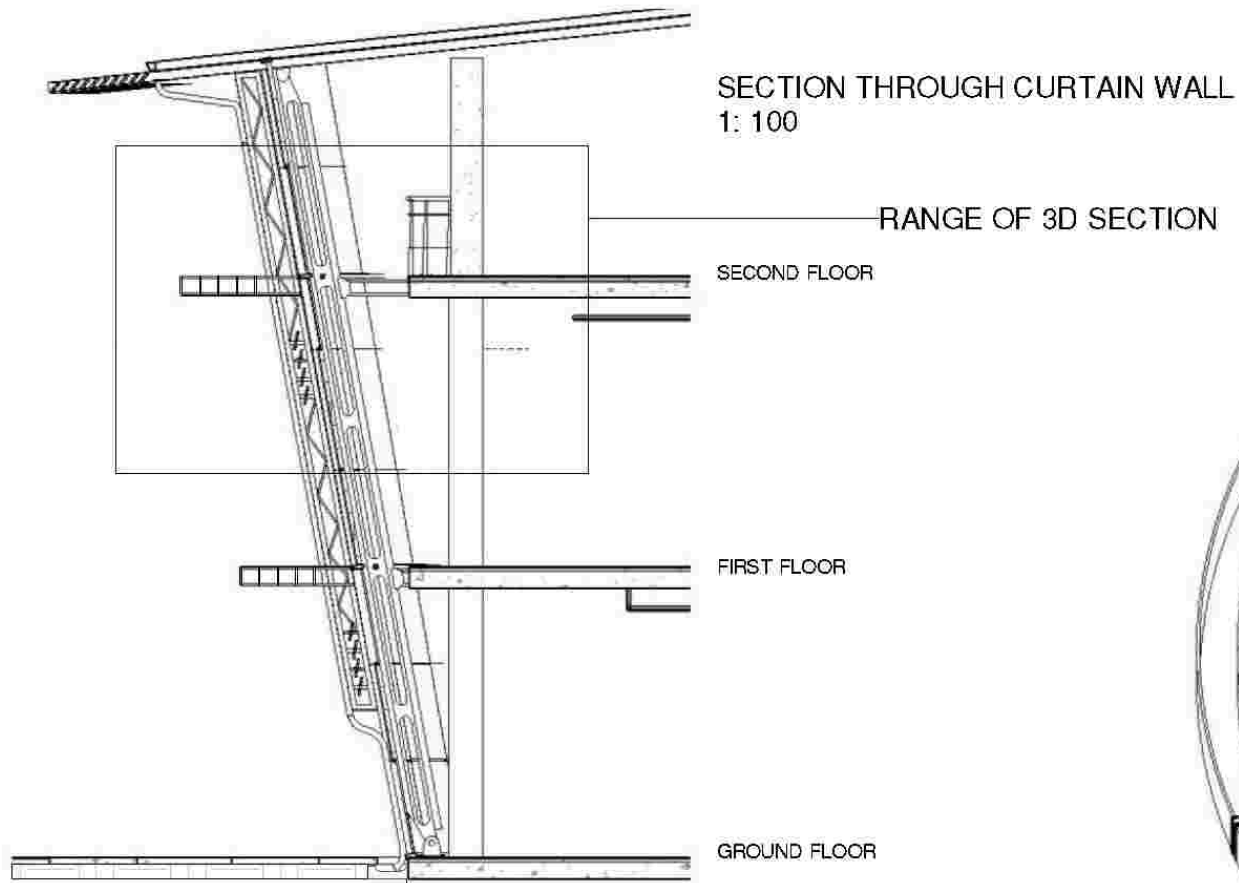 SECTION THROUGH CURTAIN WALL
1: 100
RANGE OF 3D SECTION
SECOND FLOOR
FIRST FLOOR
GROUND FLOOR